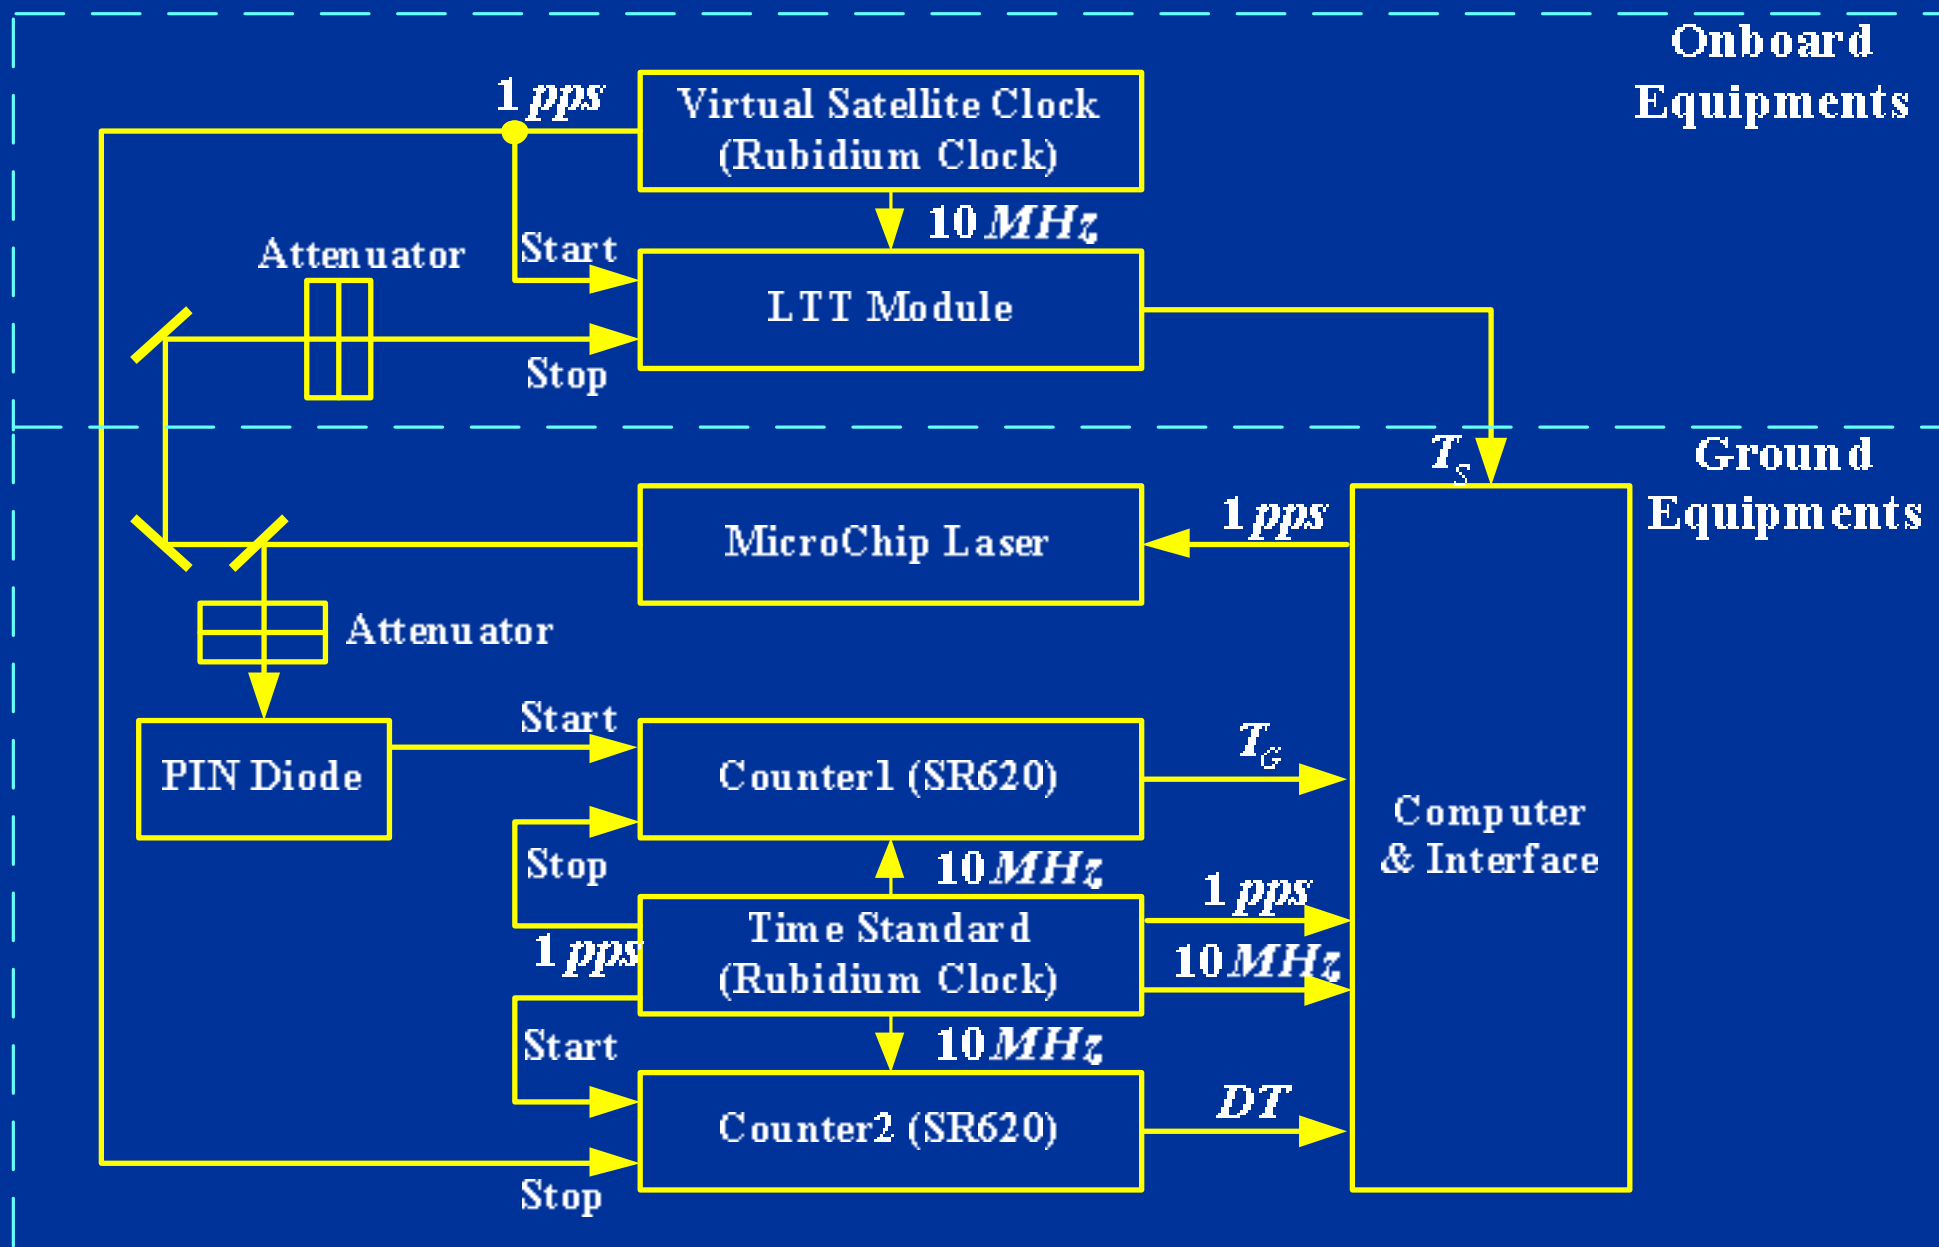 Onboard
Equipments
1 pps
Virtual Satellite Clock
(Rubidium Clock)
10 MHz
Attenuator
Start
LTT Module
Stop
T_S
Ground
Equipments
1 pps
MicroChip Laser
Attenuator
Start
T_G
PIN Diode
Counter1 (SR620)
Computer
& Interface
Stop
10 MHz
1 pps
Time Standard
(Rubidium Clock)
1 pps
10 MHz
Start
10 MHz
DT
Counter2 (SR620)
Stop